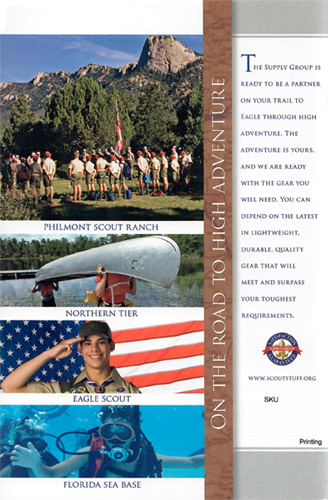 PHILMONT SCOUT RANCH
NORTHERN TIER
EAGLE SCOUT
FLORIDA SEA BASE
ON THE ROAD TO HIGH ADVENTURE
THE SUPPLY GROUP IS
READY TO BE A PARTNER
ON YOUR TRAIL TO
EAGLE THROUGH HIGH
ADVENTURE. THE
ADVENTURE IS YOURS,
AND WE ARE READY
WITH THE GEAR YOU
WILL NEED. YOU CAN
DEPEND ON THE LATEST
IN LIGHTWEIGHT,
DURABLE, QUALITY
GEAR THAT WILL
MEET AND SURPASS
YOUR TOUGHEST
REQUIREMENTS.
SUPPLY GROUP
WWW.SCOUTSTUFF.ORG
SKU
Printing